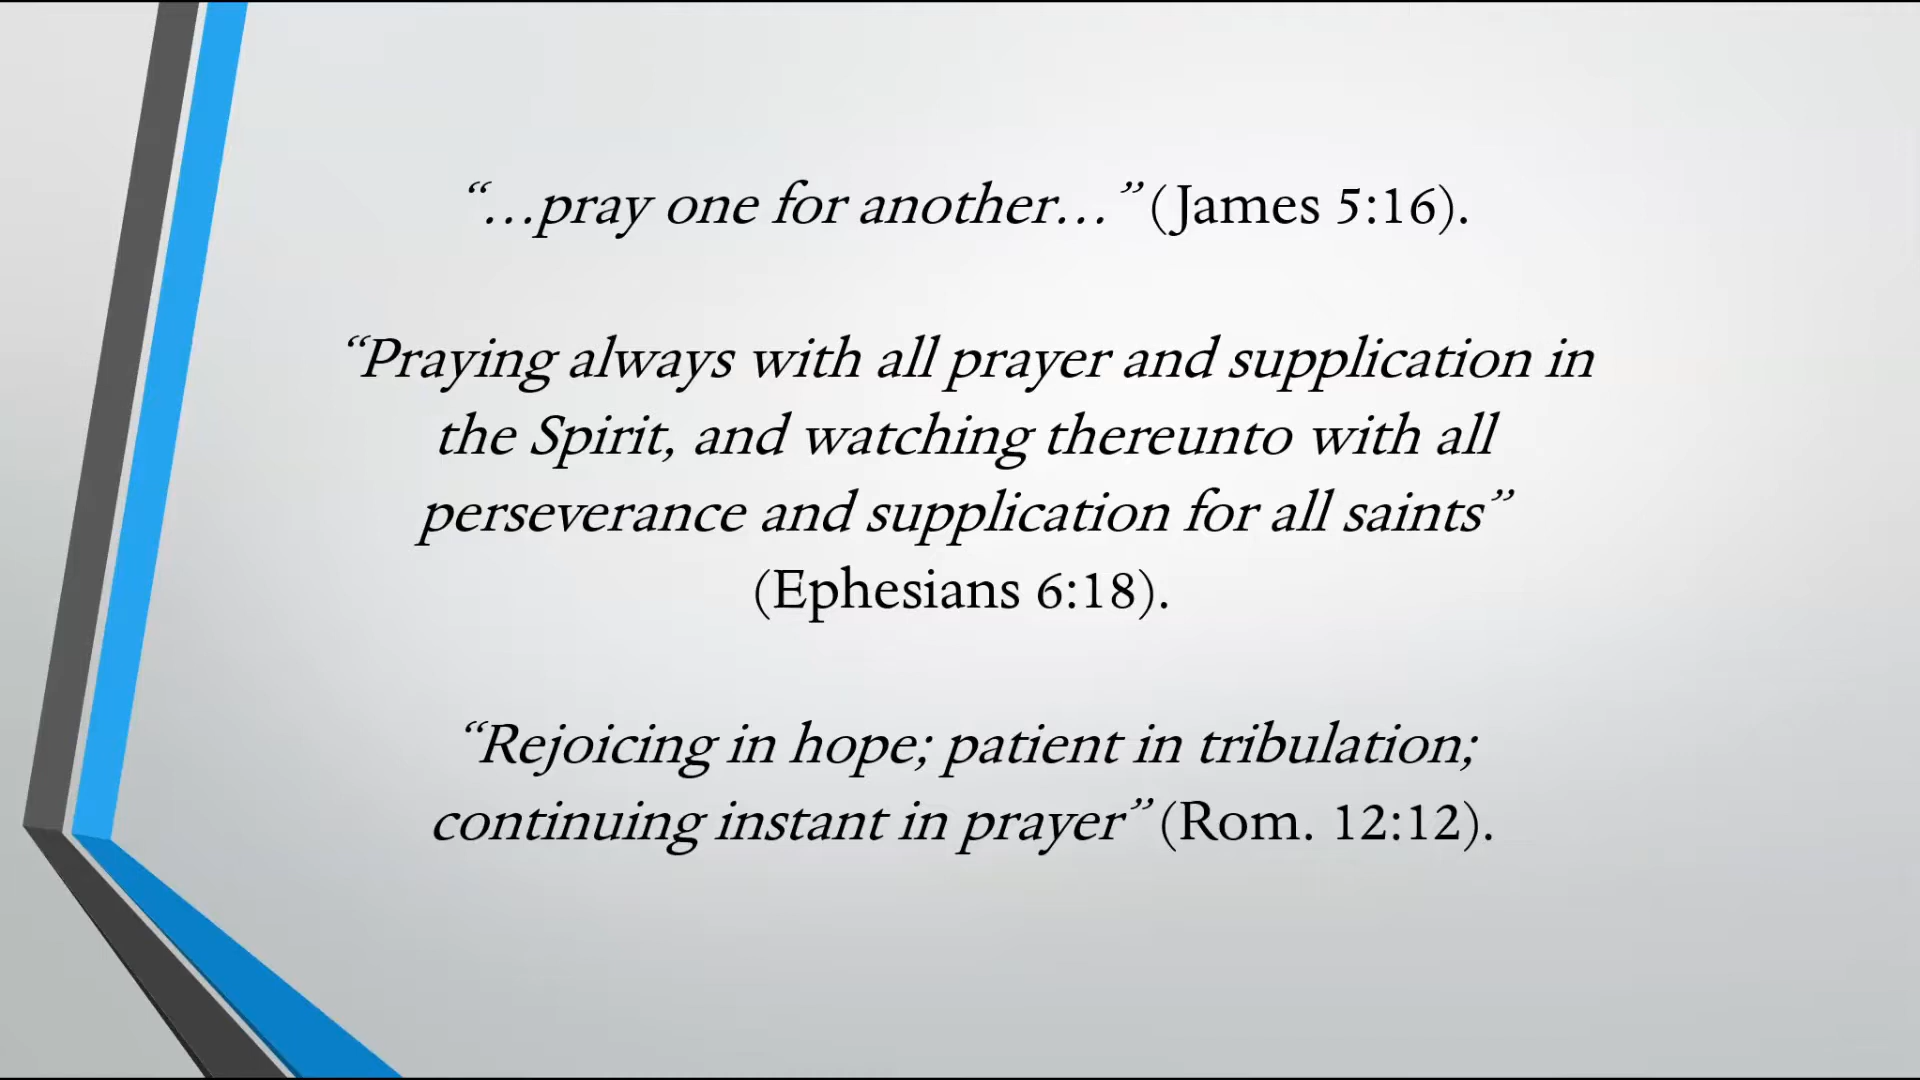 “…pray one for another…” (James 5:16).
“Praying always with all prayer and supplication in
the Spirit, and watching thereunto with all
perseverance and supplication for all saints”
(Ephesians 6:18).
“Rejoicing in hope; patient in tribulation;
continuing instant in prayer” (Rom. 12:12).